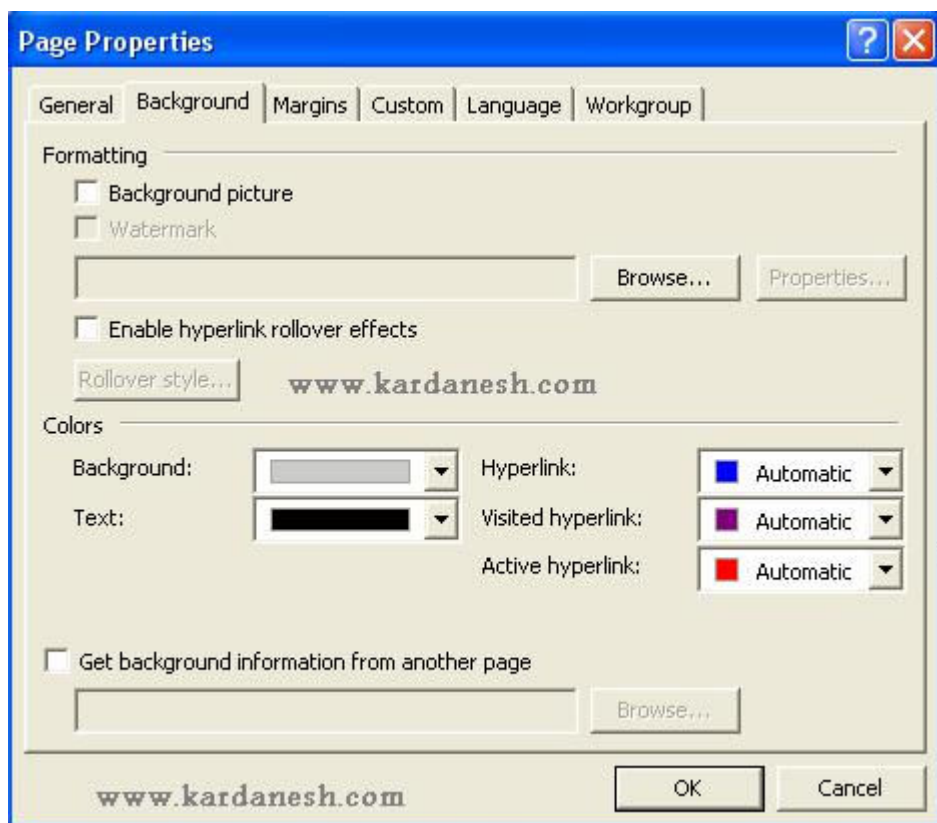 Page Properties
General Background Margins Custom Language Workgroup
Formatting
Background picture
Watermark
Browse... Properties...
Enable hyperlink rollover effects
Rollover style... www.kardanesh.com
Colors
Background: Hyperlink: Automatic
Text: Visited hyperlink: Automatic
Active hyperlink: Automatic
Get background information from another page
Browse...
www.kardanesh.com OK Cancel